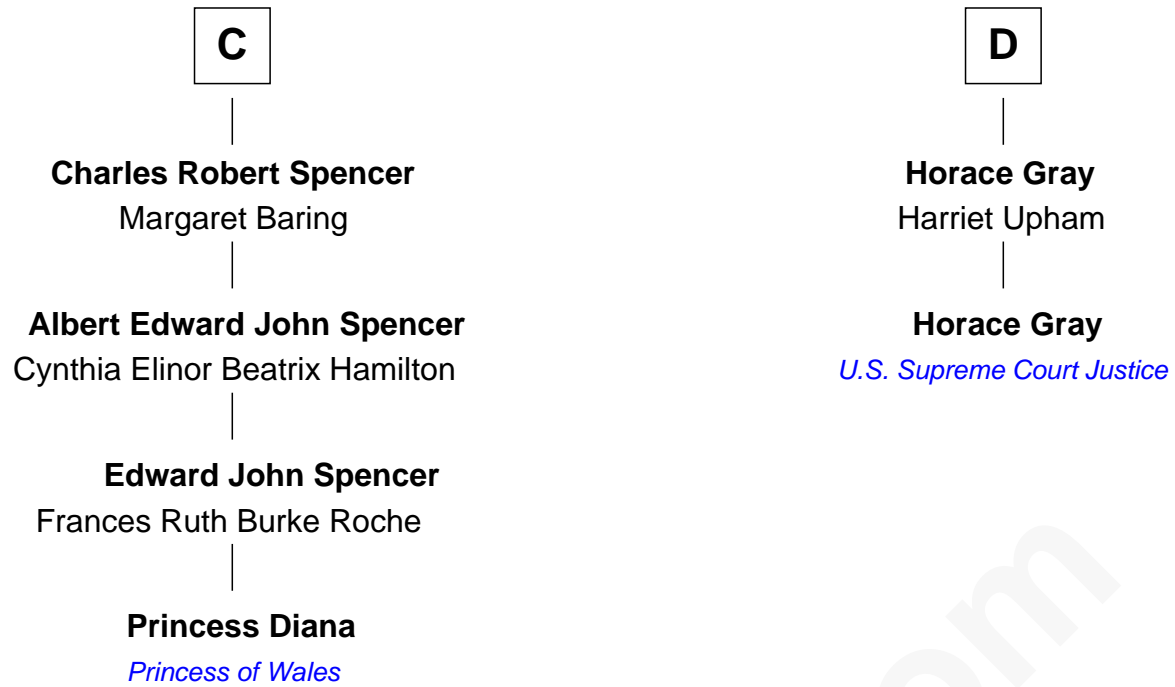 C
Charles Robert Spencer
Margaret Baring
Albert Edward John Spencer
Cynthia Elinor Beatrix Hamilton
Edward John Spencer
Frances Ruth Burke Roche
Princess Diana
Princess of Wales
D
Horace Gray
Harriet Upham
Horace Gray
U.S. Supreme Court Justice
om